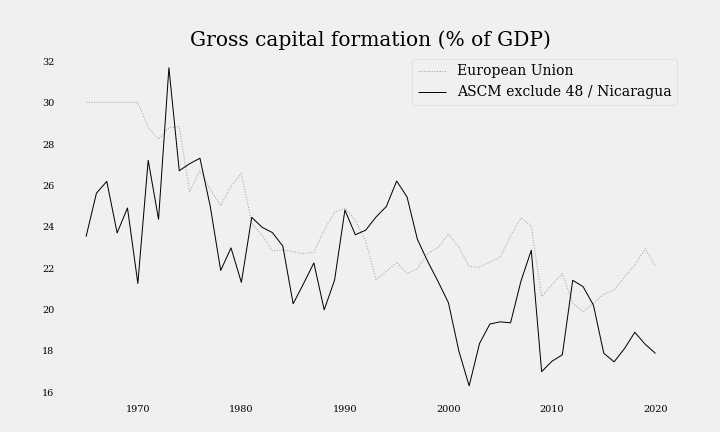 Gross capital formation (% of GDP)
European Union
ASCM exclude 48 / Nicaragua
32
30
28
26
24
22
20
18
16
1970 1980 1990 2000 2010 2020